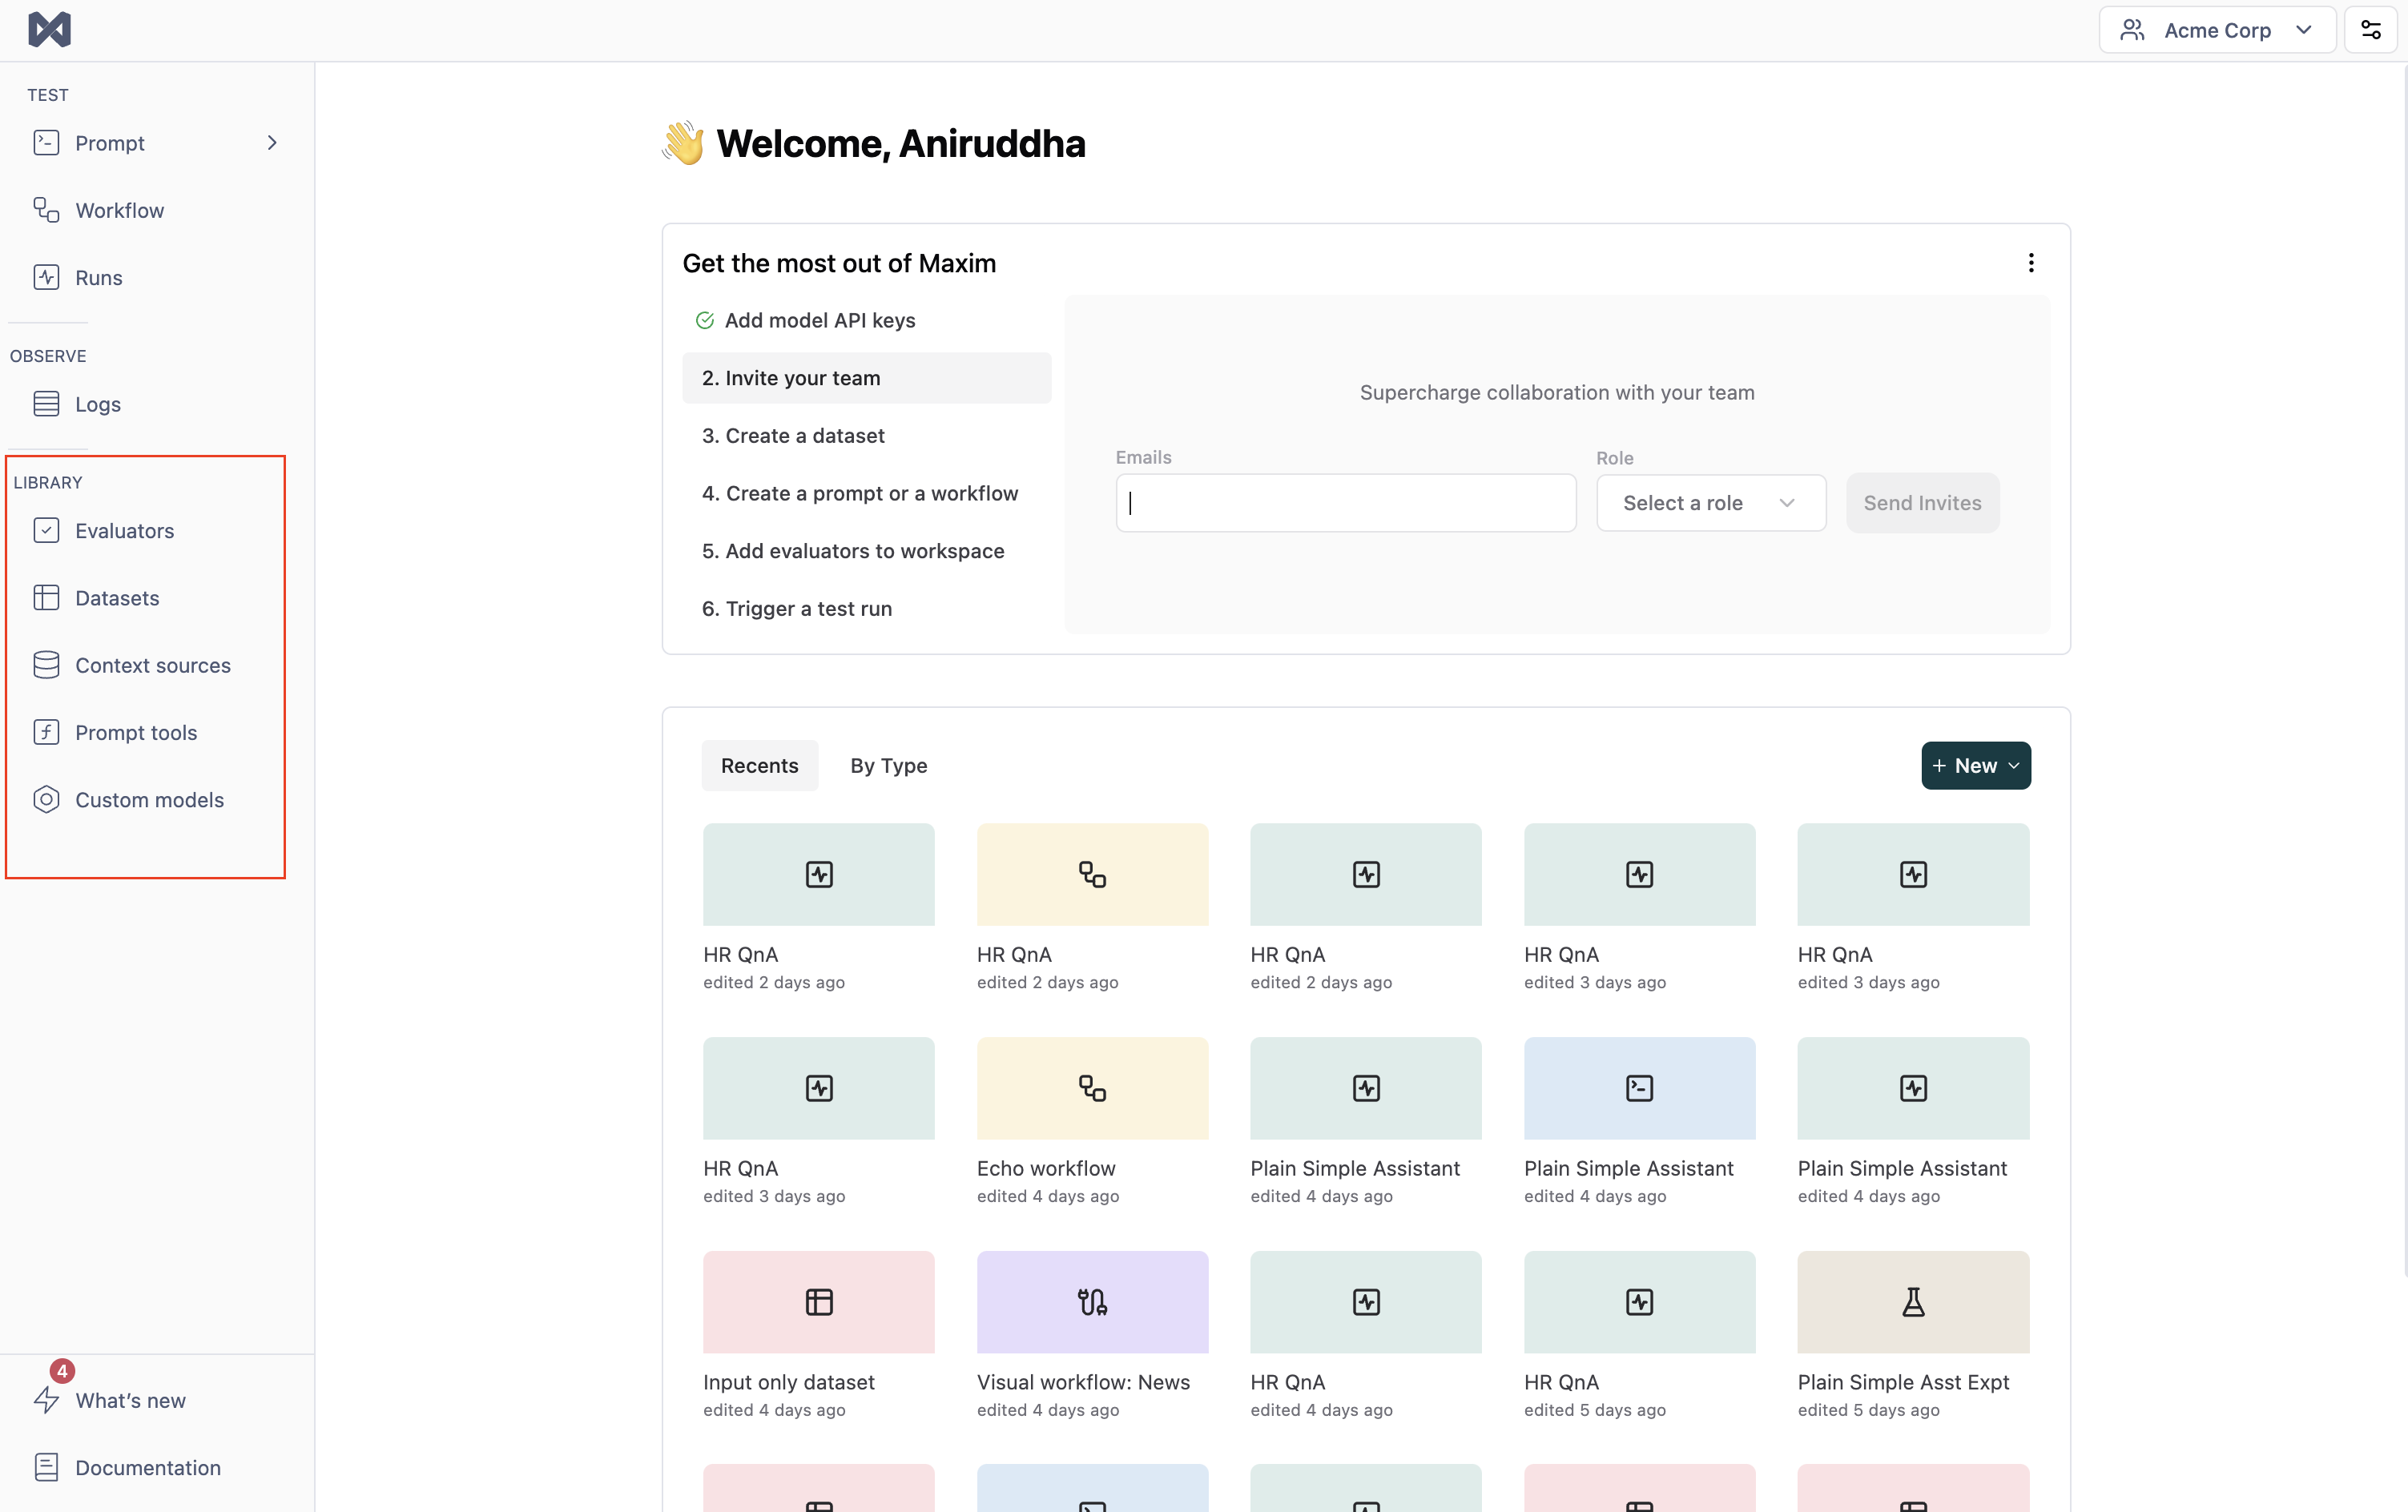 Acme Corp
TEST
Prompt
Workflow
Runs
OBSERVE
Logs
LIBRARY
Evaluators
Datasets
Context sources
Prompt tools
Custom models
4
What's new
Documentation
Welcome, Aniruddha
Get the most out of Maxim
Add model API keys
2. Invite your team
3. Create a dataset
4. Create a prompt or a workflow
5. Add evaluators to workspace
6. Trigger a test run
Supercharge collaboration with your team
Emails
Role
Select a role
Send Invites
Recents By Type
+ New
HR QnA HR QnA HR QnA HR QnA HR QnA
edited 2 days ago edited 2 days ago edited 2 days ago edited 3 days ago edited 3 days ago
HR QnA Echo workflow Plain Simple Assistant Plain Simple Assistant Plain Simple Assistant
edited 3 days ago edited 4 days ago edited 4 days ago edited 4 days ago edited 4 days ago
Input only dataset Visual workflow: News HR QnA HR QnA Plain Simple Asst Expt
edited 4 days ago edited 4 days ago edited 4 days ago edited 5 days ago edited 5 days ago